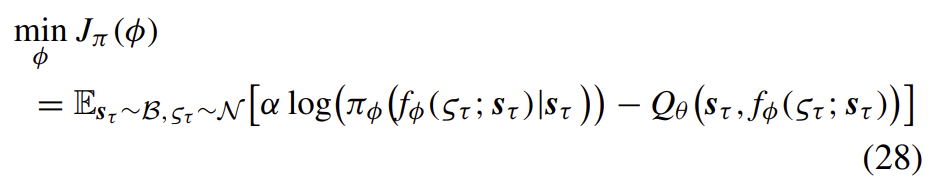 min J_π(ϕ)
ϕ
= 𝔼_{s_τ∼ℬ, ς_τ∼𝒩}[α log(π_ϕ(f_ϕ(ς_τ; s_τ)|s_τ)) − Q_θ(s_τ, f_ϕ(ς_τ; s_τ))]
(28)